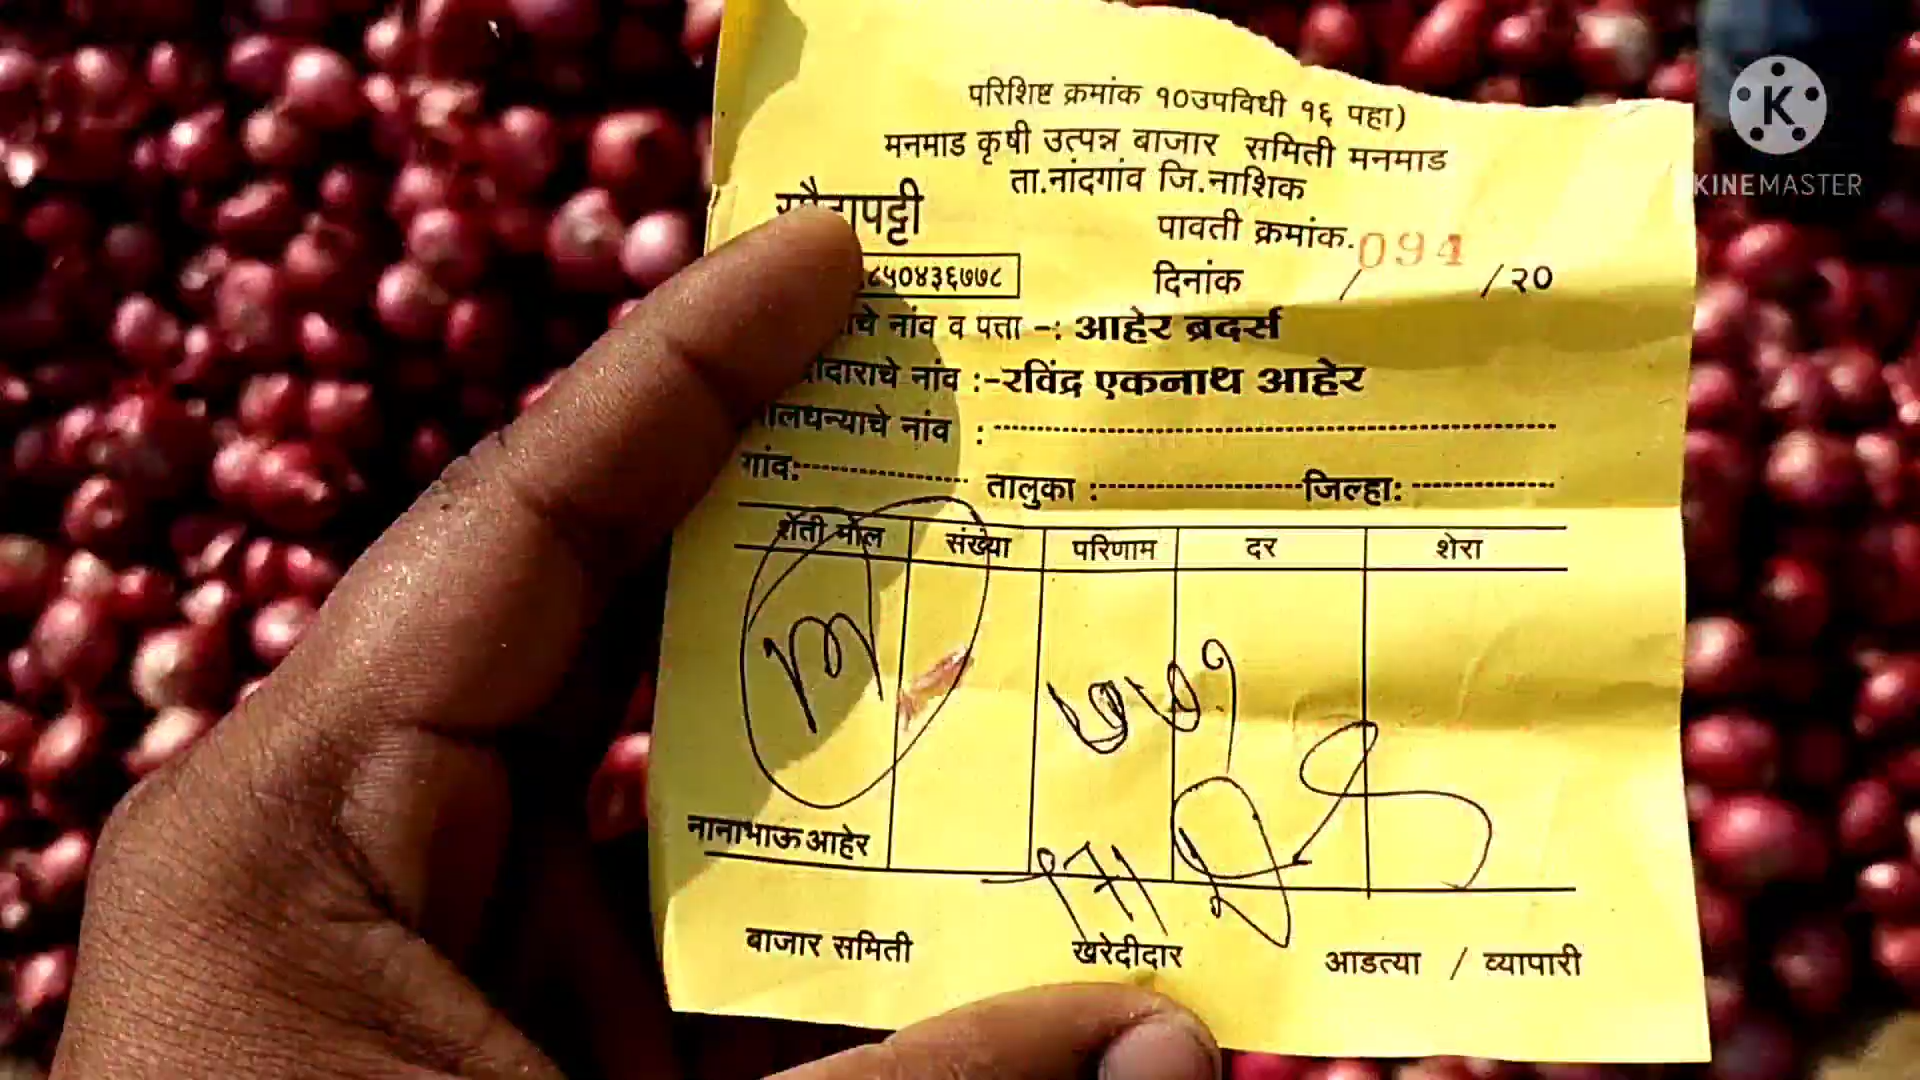 परिशिष्ट क्रमांक १०उपविधी १६ पहा)
मनमाड कृषी उत्पन्न बाजार समिती मनमाड
ता.नांदगांव जि.नाशिक
पावती क्रमांक. 094
८५०४३६७७८
दिनांक / /२०
नांव व पत्ता -: आहेर ब्रदर्स
नांव :-रविंद्र एकनाथ आहेर
नांव :
गांव: तालुका : जिल्हा:
शेती मोल संख्या परिणाम दर शेरा
नानाभाऊ आहेर
बाजार समिती खरेदीदार आडत्या / व्यापारी
K
KINEMASTER